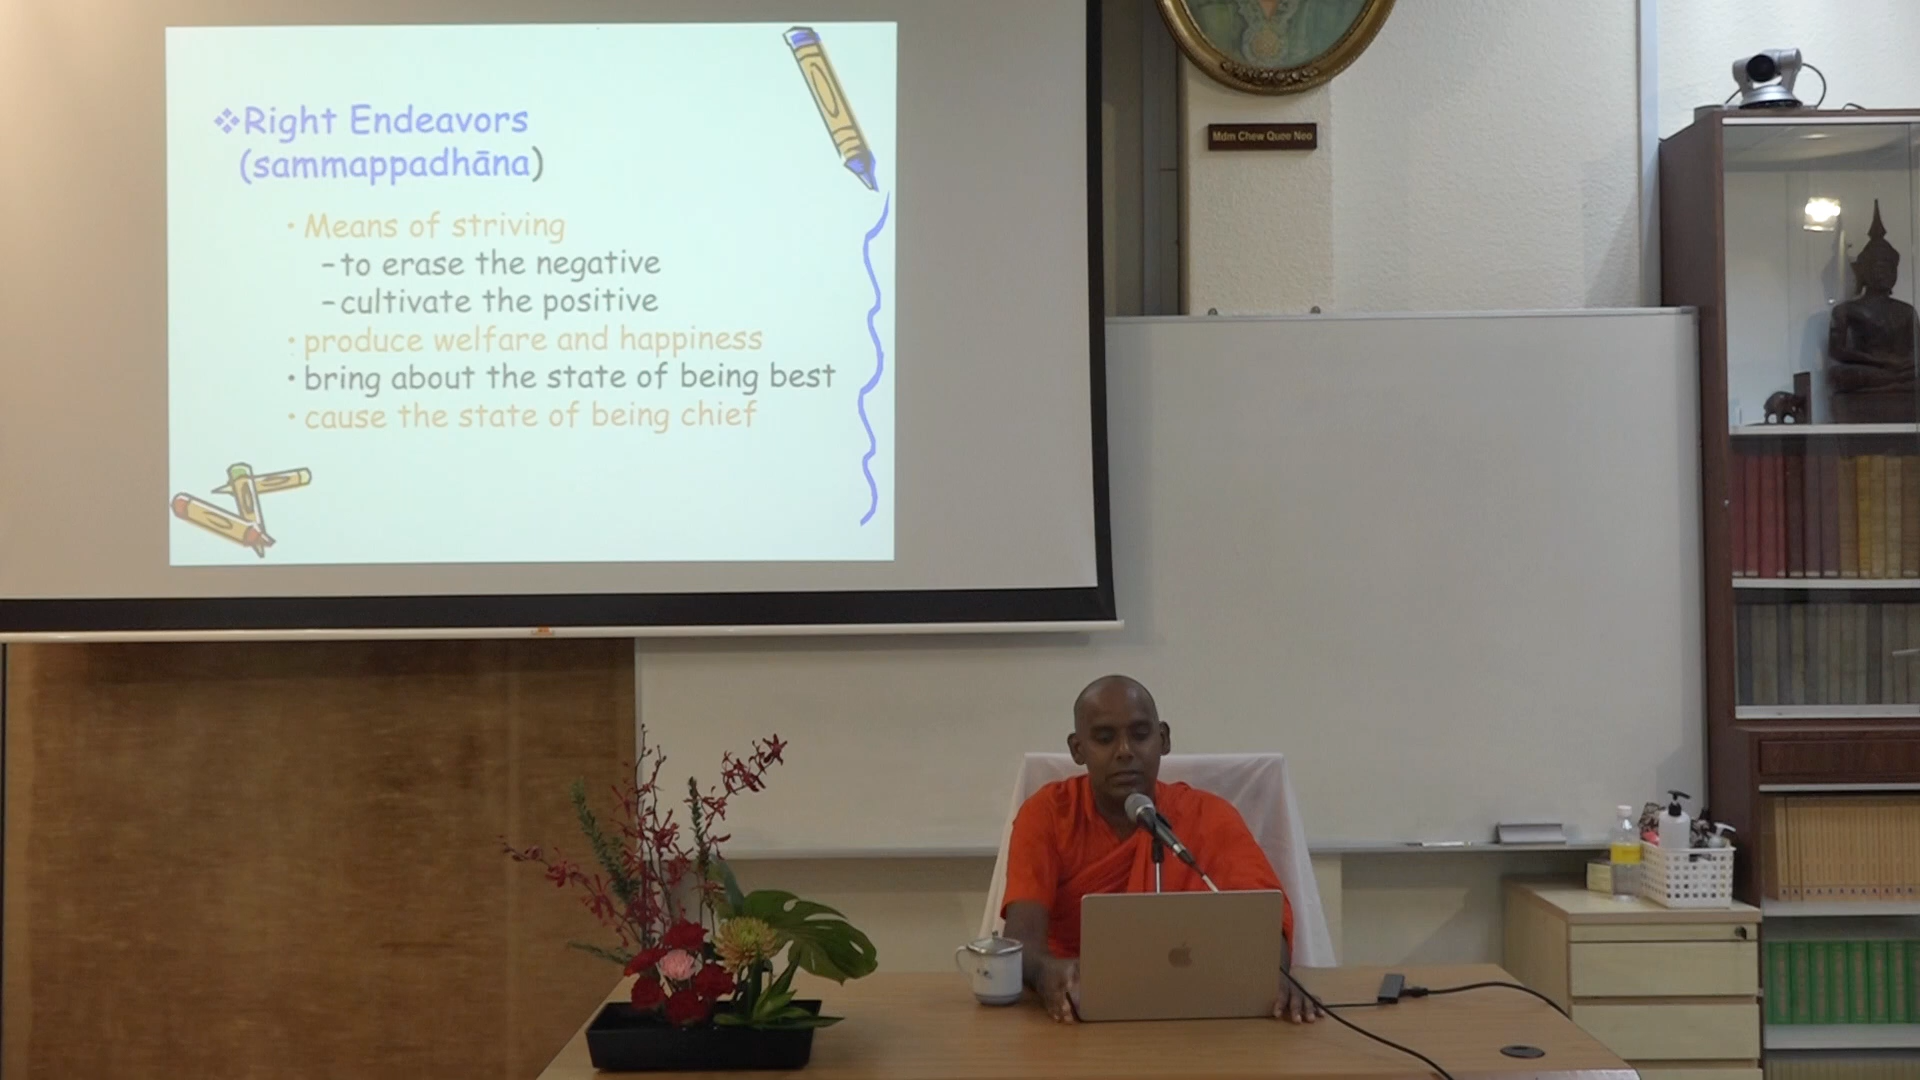 ❖Right Endeavors
(sammappadhāna)
• Means of striving
– to erase the negative
– cultivate the positive
• produce welfare and happiness
• bring about the state of being best
• cause the state of being chief
Mdm Chew Quee Neo